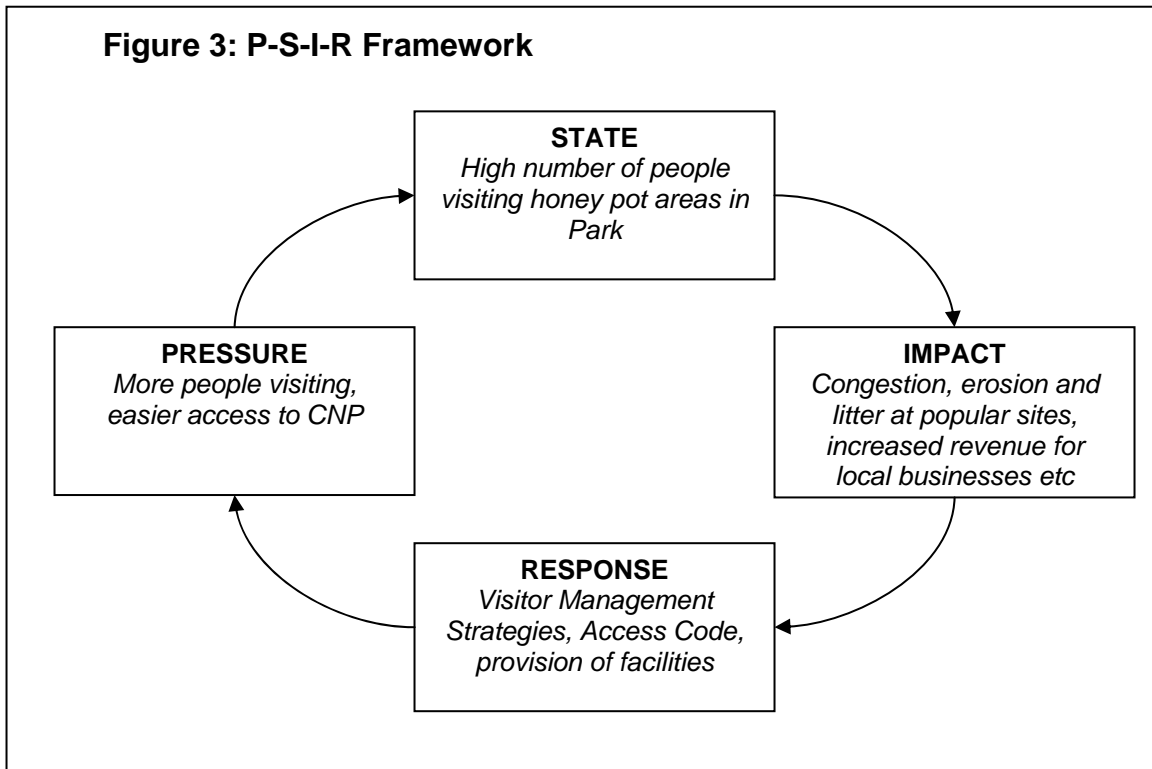 Figure 3: P-S-I-R Framework
STATE
High number of people
visiting honey pot areas in
Park
PRESSURE
More people visiting,
easier access to CNP
IMPACT
Congestion, erosion and
litter at popular sites,
increased revenue for
local businesses etc
RESPONSE
Visitor Management
Strategies, Access Code,
provision of facilities